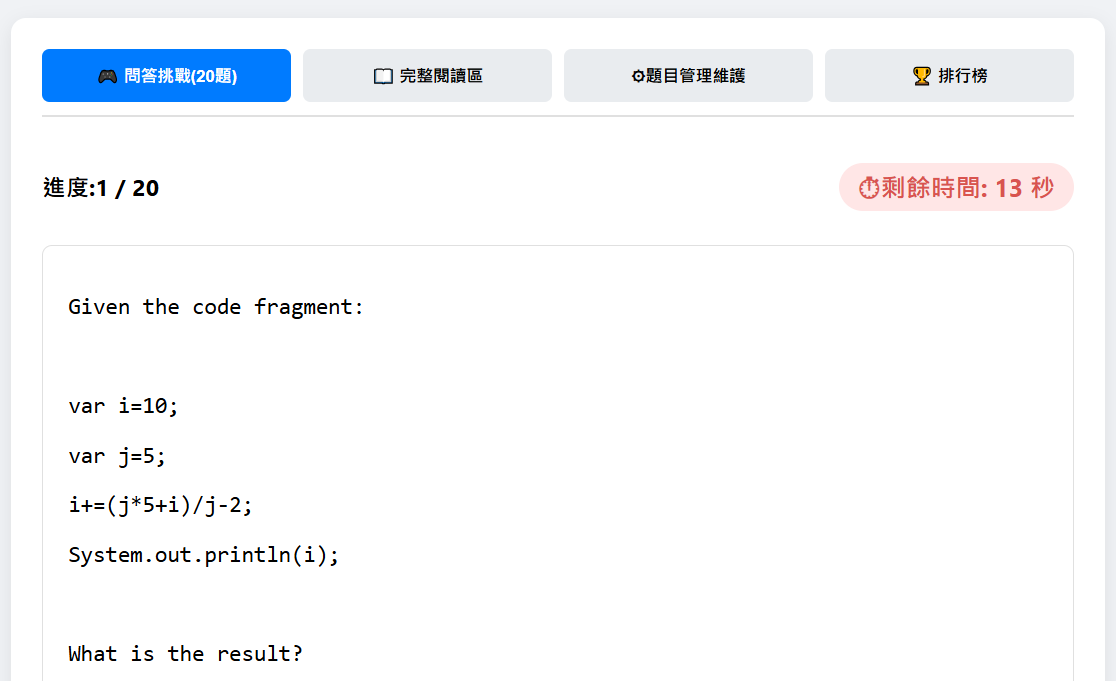 🎮 問答挑戰(20題)
📖 完整閱讀區
⚙題目管理維護
🏆 排行榜
進度:1 / 20
⏱剩餘時間: 13 秒
Given the code fragment:
var i=10;
var j=5;
i+=(j*5+i)/j-2;
System.out.println(i);
What is the result?